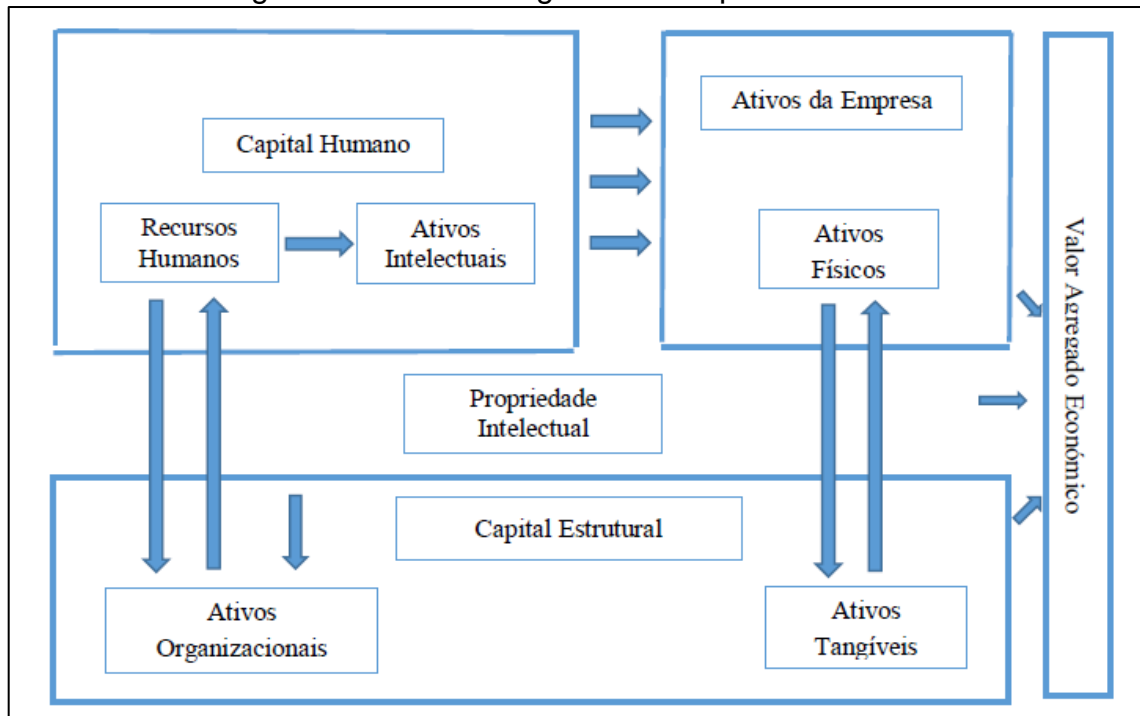 Capital Humano
Recursos
Humanos
Ativos
Intelectuais
Ativos da Empresa
Ativos
Físicos
Propriedade
Intelectual
Capital Estrutural
Ativos
Organizacionais
Ativos
Tangíveis
Valor Agregado Económico